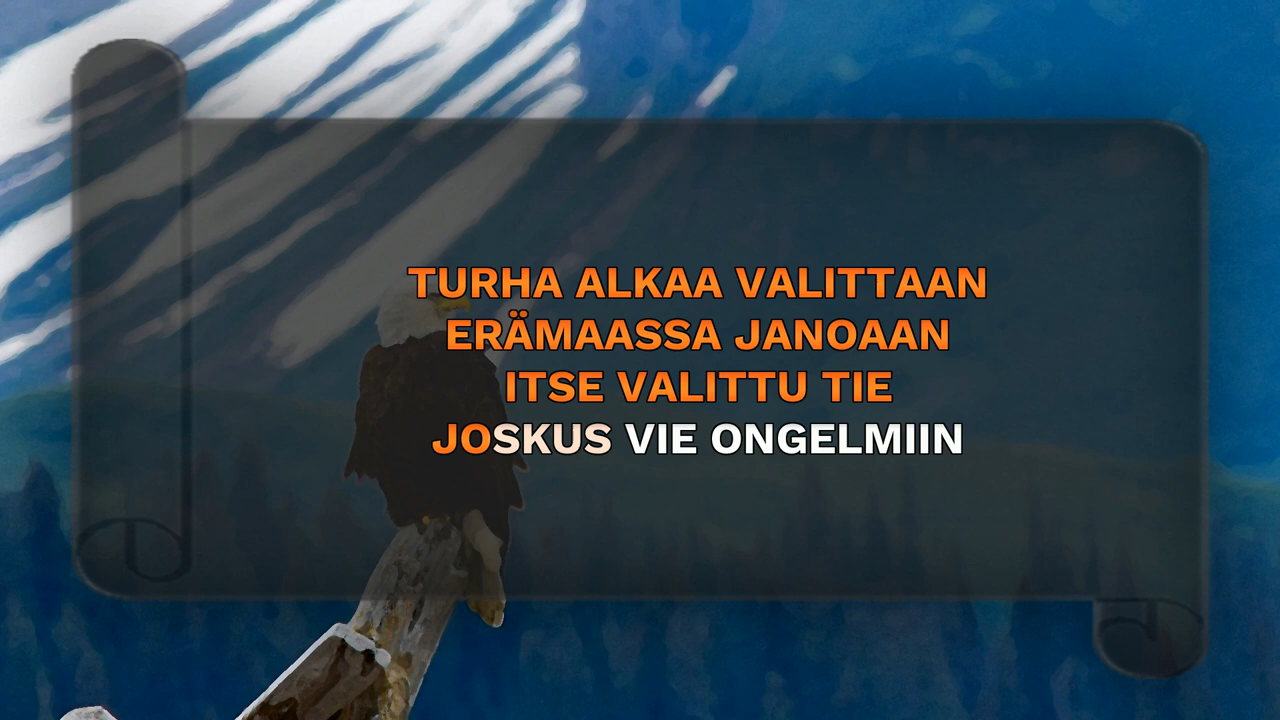 TURHA ALKAA VALITTAAN
ERÄMAASSA JANOAAN
ITSE VALITTU TIE
JOSKUS VIE ONGELMIIN